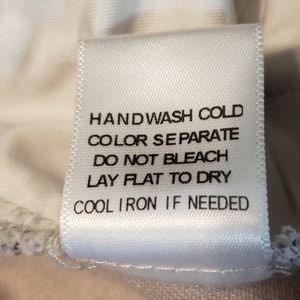 HANDWASH COLD
COLOR SEPARATE
DO NOT BLEACH
LAY FLAT TO DRY
COOL IRON IF NEEDED